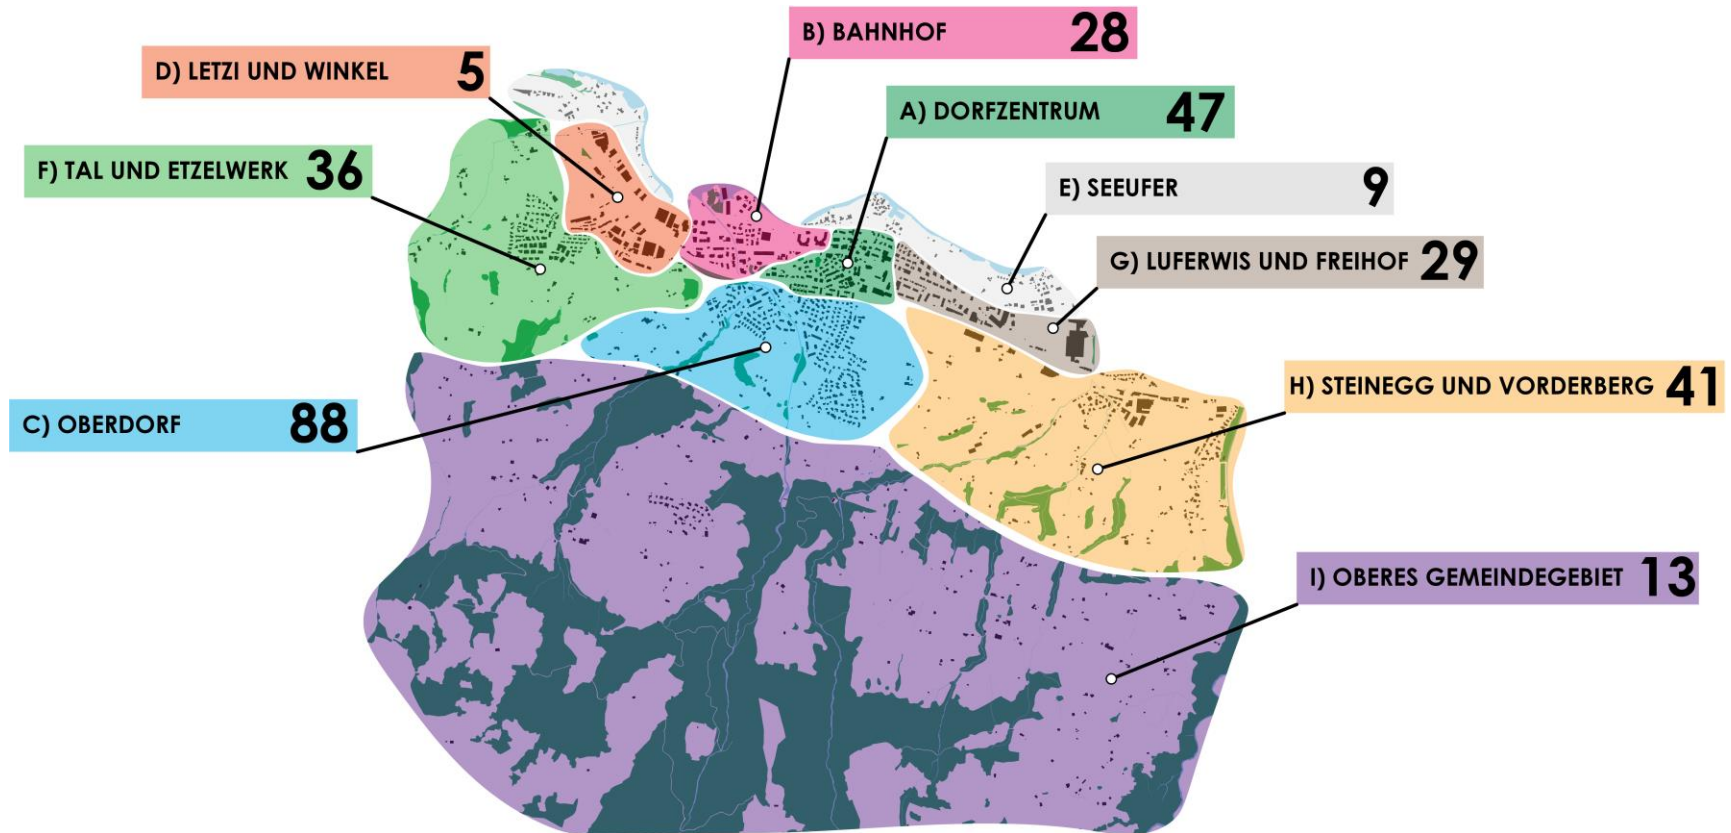 B) BAHNHOF 28
D) LETZI UND WINKEL 5
A) DORFZENTRUM 47
F) TAL UND ETZELWERK 36
E) SEEUFER 9
G) LUFERWIS UND FREIHOF 29
H) STEINEGG UND VORDERBERG 41
C) OBERDORF 88
I) OBERES GEMEINDEGEBIET 13